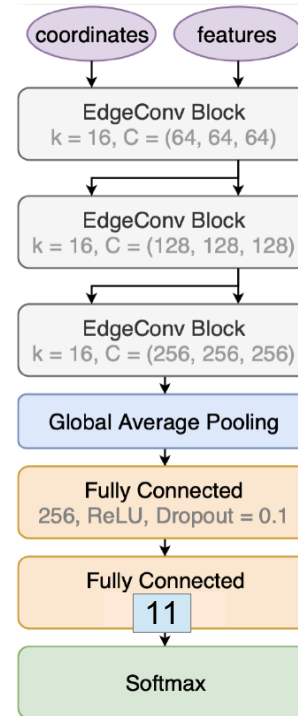 coordinates features
EdgeConv Block
k = 16, C = (64, 64, 64)
EdgeConv Block
k = 16, C = (128, 128, 128)
EdgeConv Block
k = 16, C = (256, 256, 256)
Global Average Pooling
Fully Connected
256, ReLU, Dropout = 0.1
Fully Connected
11
Softmax